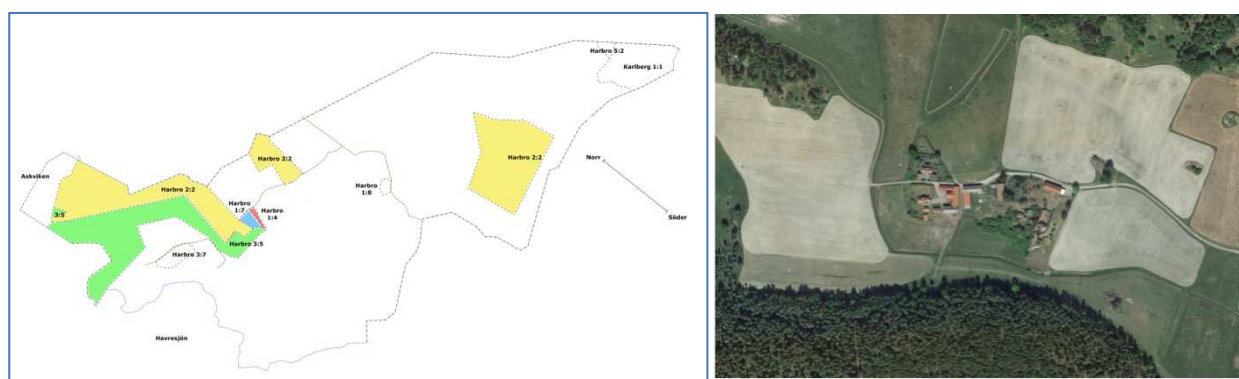 Harbro 5:2
Karlberg 1:1
Harbro 2:2
Harbro 2:2
Norr
Askviken
Harbro 2:2
Harbro
1:8
Harbro
1:7
Harbro
1:4
3:5
Söder
Harbro 3:5
Harbro 3:7
Havresjön